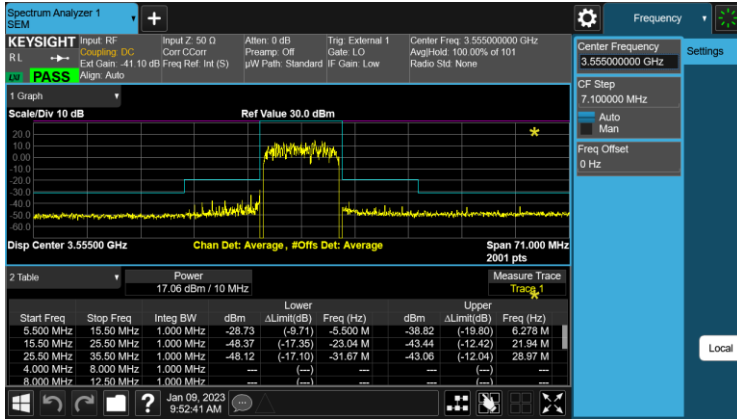 Spectrum Analyzer 1
SEM
+
Frequency
KEYSIGHT
R L
LXI
PASS
Input: RF
Coupling: DC
Ext Gain: -41.10 dB
Align: Auto
Input Z: 50 Ω
Corr CCorr
Freq Ref: Int (S)
Atten: 0 dB
Preamp: Off
µW Path: Standard
Trig: External 1
Gate: LO
IF Gain: Low
Center Freq: 3.555000000 GHz
Avg|Hold: 100.00% of 101
Radio Std: None
Center Frequency
3.555000000 GHz
Settings
CF Step
7.100000 MHz
Auto
Man
Freq Offset
0 Hz
1 Graph
Scale/Div 10 dB
Ref Value 30.0 dBm
20.0
10.0
0.00
-10.0
-20.0
-30.0
-40.0
-50.0
-60.0
Disp Center 3.55500 GHz
Chan Det: Average, #Offs Det: Average
Span 71.000 MHz
2001 pts
2 Table
Power
17.06 dBm / 10 MHz
Measure Trace
Trace 1
Lower Upper
Start Freq Stop Freq Integ BW dBm ΔLimit(dB) Freq (Hz) dBm ΔLimit(dB) Freq (Hz)
5.500 MHz 15.50 MHz 1.000 MHz -28.73 (-9.71) -5.500 M -38.82 (-19.80) 6.278 M
15.50 MHz 25.50 MHz 1.000 MHz -48.37 (-17.35) -23.04 M -43.44 (-12.42) 21.94 M
25.50 MHz 35.50 MHz 1.000 MHz -48.12 (-17.10) -31.67 M -43.06 (-12.04) 28.97 M
4.000 MHz 8.000 MHz 1.000 MHz --- (---) --- --- (---) ---
8.000 MHz 12.50 MHz 1.000 MHz --- (---) --- --- (---) ---
Local
?
Jan 09, 2023
9:52:41 AM